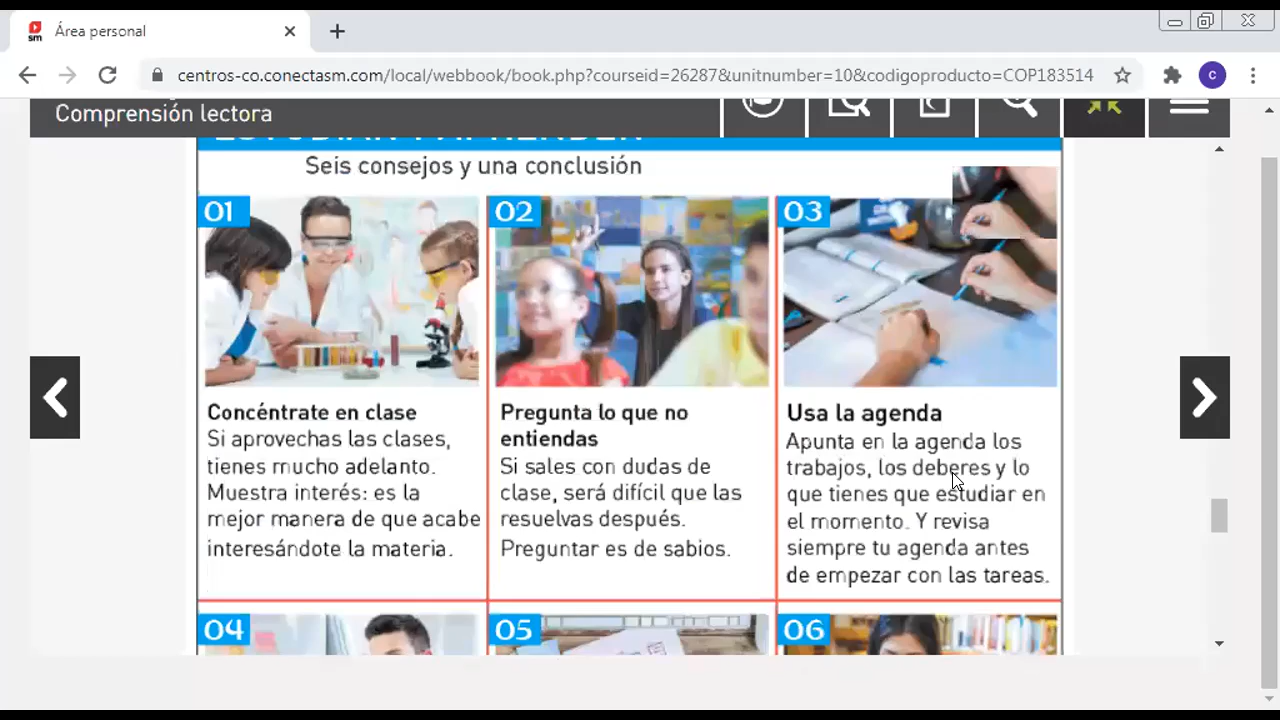 sm
Área personal
centros-co.conectasm.com/local/webbook/book.php?courseid=26287&unitnumber=10&codigoproducto=COP183514
c
Comprensión lectora
ESTUDIAR Y APRENDER
Seis consejos y una conclusión
01
Concéntrate en clase
Si aprovechas las clases,
tienes mucho adelanto.
Muestra interés: es la
mejor manera de que acabe
interesándote la materia.
02
Pregunta lo que no
entiendas
Si sales con dudas de
clase, será difícil que las
resuelvas después.
Preguntar es de sabios.
03
Usa la agenda
Apunta en la agenda los
trabajos, los deberes y lo
que tienes que estudiar en
el momento. Y revisa
siempre tu agenda antes
de empezar con las tareas.
04
05
06